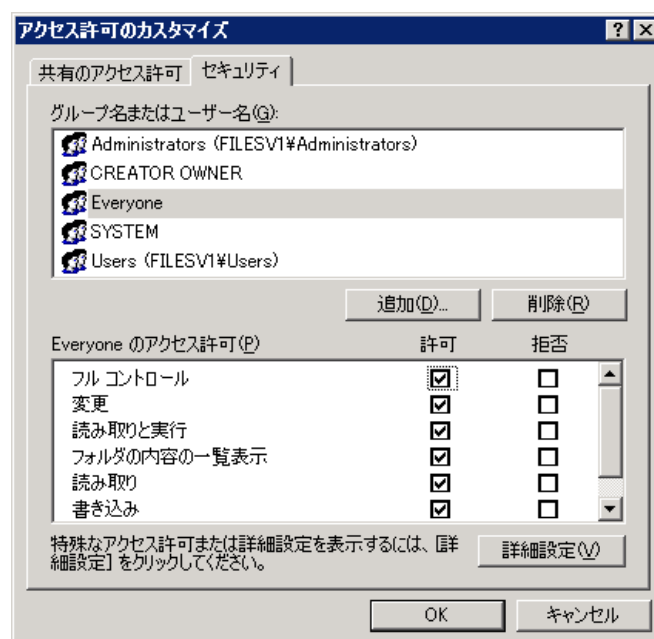 アクセス許可のカスタマイズ
共有のアクセス許可 セキュリティ
グループ名またはユーザー名(G):
Administrators (FILESV1¥Administrators)
CREATOR OWNER
Everyone
SYSTEM
Users (FILESV1¥Users)
追加(D)... 削除(R)
Everyone のアクセス許可(P) 許可 拒否
フル コントロール
変更
読み取りと実行
フォルダの内容の一覧表示
読み取り
書き込み
特殊なアクセス許可または詳細設定を表示するには、[詳
細設定] をクリックしてください。
詳細設定(V)
OK キャンセル